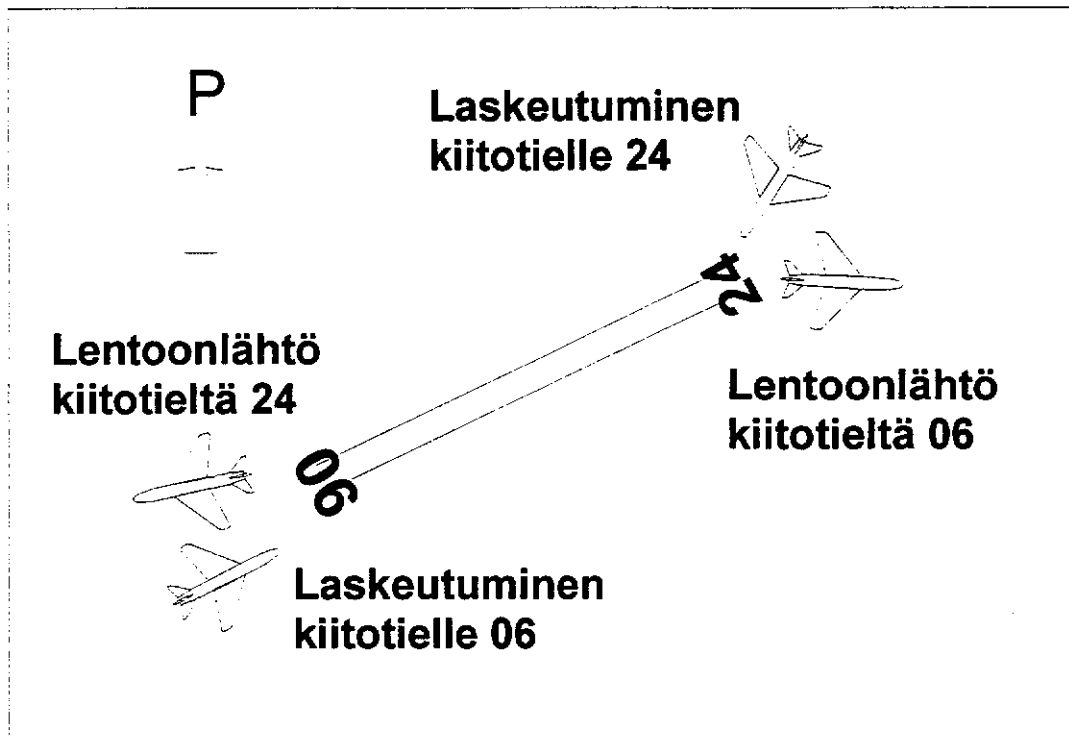 P
Laskeutuminen
kiitotielle 24
24
Lentoonlähtö
kiitotieltä 24
Lentoonlähtö
kiitotieltä 06
06
Laskeutuminen
kiitotielle 06